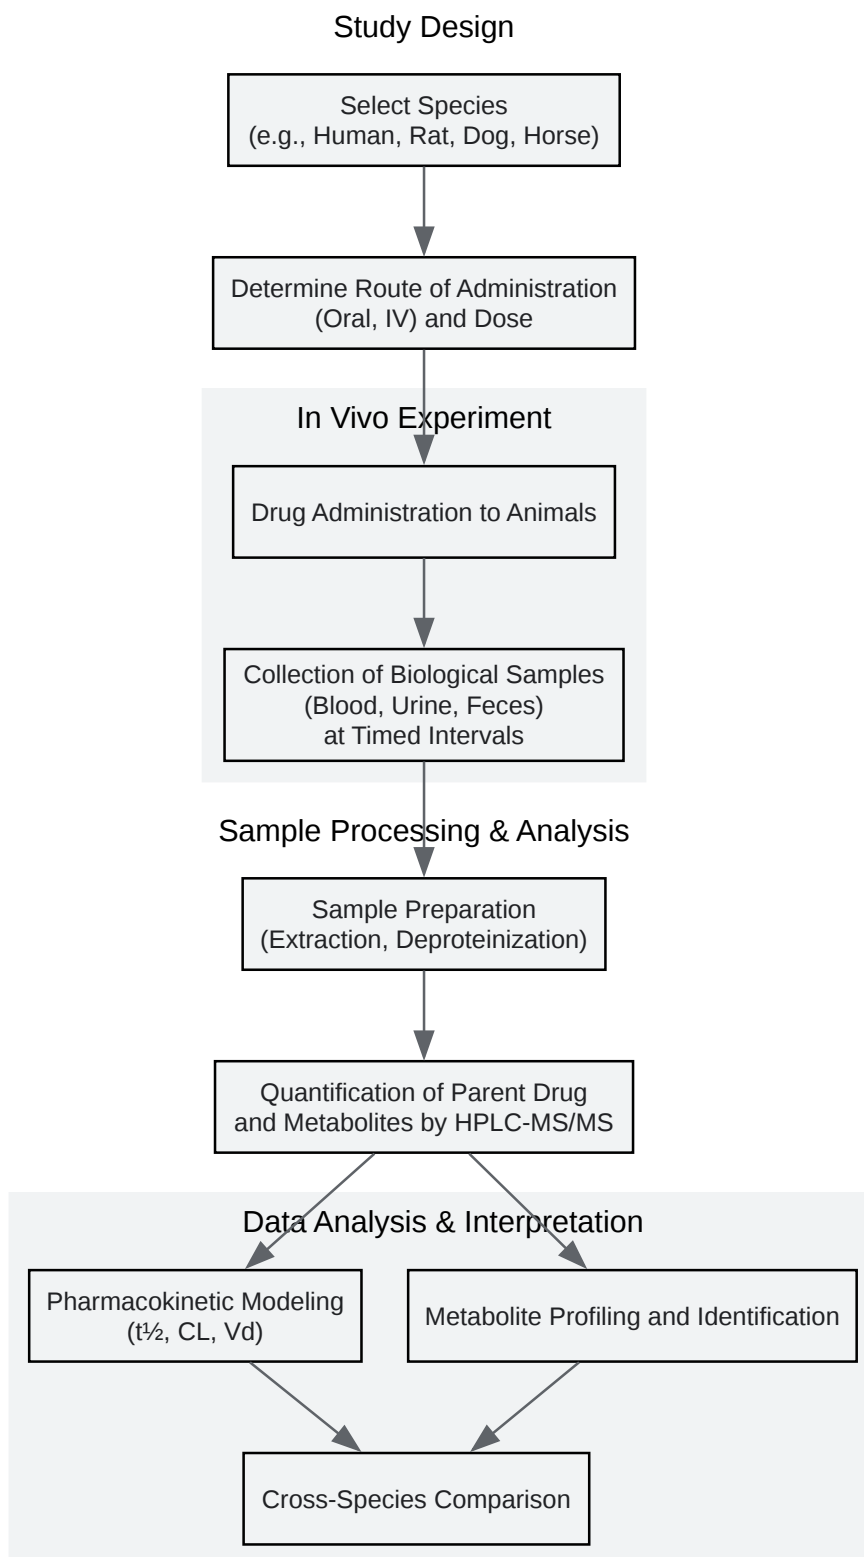 Study Design
Select Species
(e.g., Human, Rat, Dog, Horse)
Determine Route of Administration
(Oral, IV) and Dose
In Vivo Experiment
Drug Administration to Animals
Collection of Biological Samples
(Blood, Urine, Feces)
at Timed Intervals
Sample Processing & Analysis
Sample Preparation
(Extraction, Deproteinization)
Quantification of Parent Drug
and Metabolites by HPLC-MS/MS
Data Analysis & Interpretation
Pharmacokinetic Modeling
(t½, CL, Vd)
Metabolite Profiling and Identification
Cross-Species Comparison